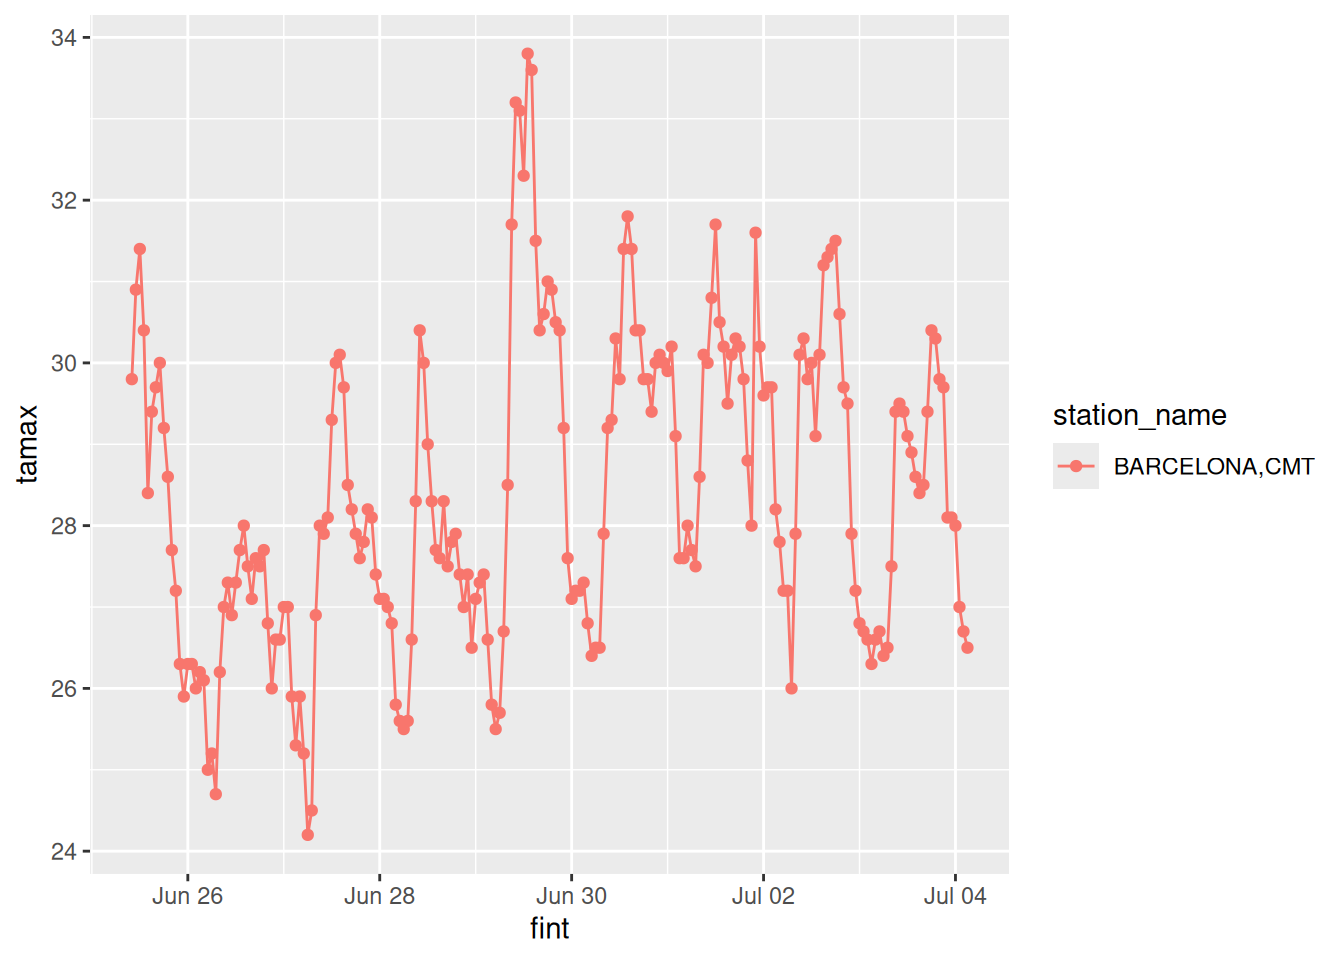 34
32
30
28
26
24
tamax
Jun 26
Jun 28
Jun 30
Jul 02
Jul 04
fint
station_name
BARCELONA,CMT